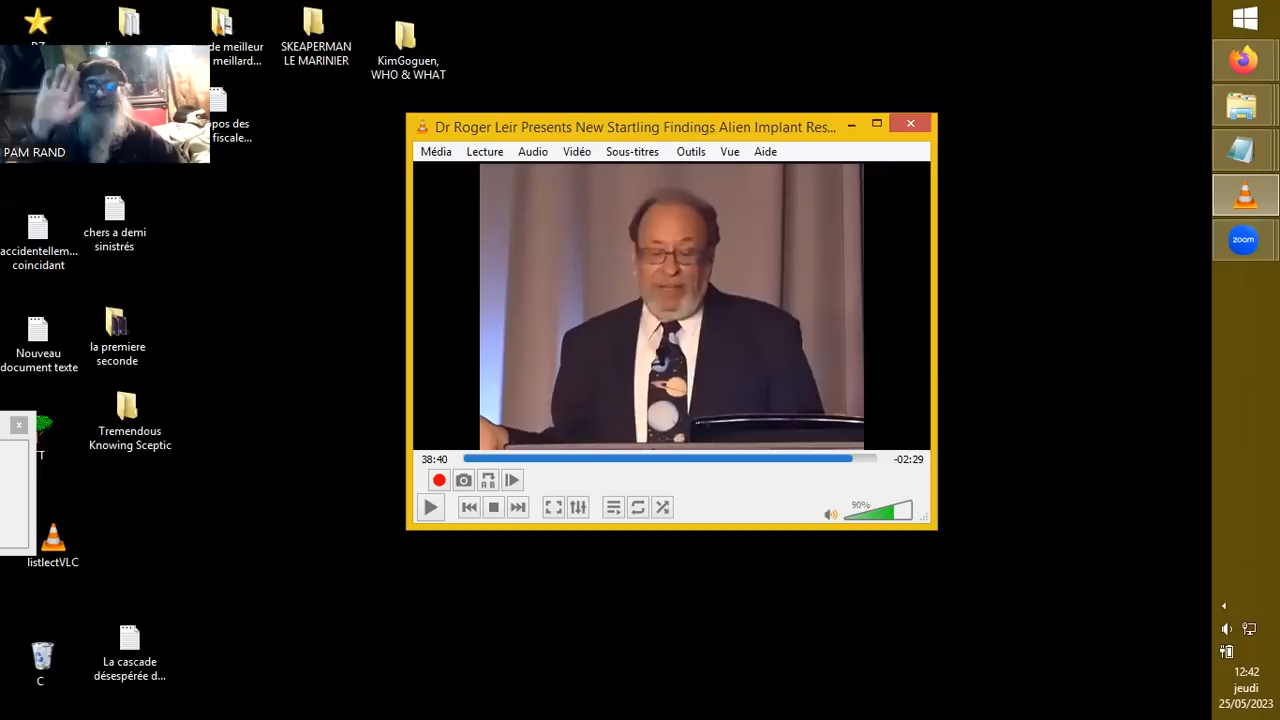 de meilleur
meillard...
SKEAPERMAN
LE MARINIER
KimGoguen,
WHO & WHAT
PAM RAND
opos des
fiscale...
Dr Roger Leir Presents New Startling Findings Alien Implant Res...
Média Lecture Audio Vidéo Sous-titres Outils Vue Aide
chers a demi
sinistrés
accidentellem...
coincidant
Nouveau
document texte
la premiere
seconde
Tremendous
Knowing Sceptic
TT
38:40
-02:29
A B
90%
listlectVLC
La cascade
désespérée d...
C
zoom
12:42
jeudi
25/05/2023